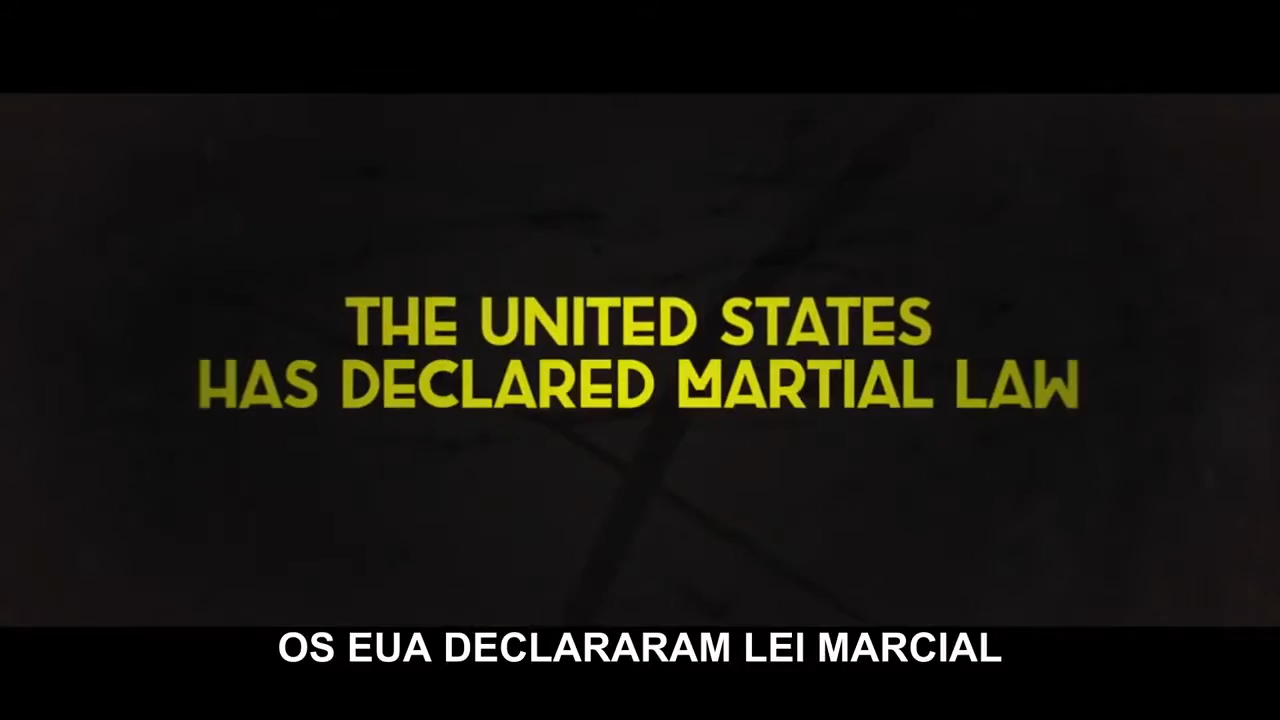 THE UNITED STATES
HAS DECLARED MARTIAL LAW
OS EUA DECLARARAM LEI MARCIAL